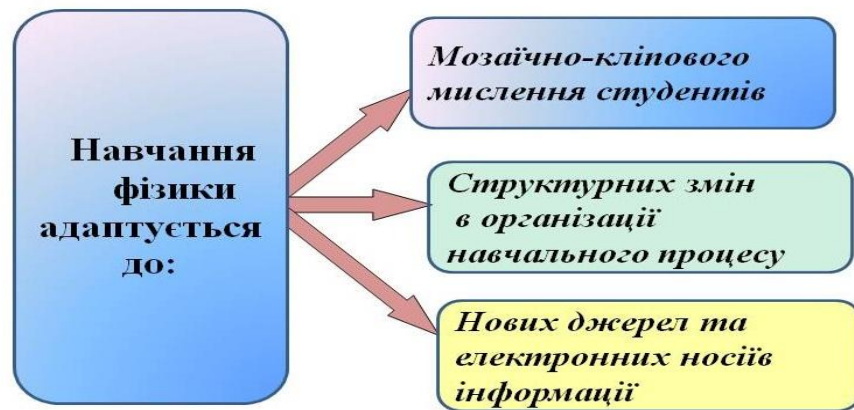 Навчання
фізики
адаптується
до:
Мозаїчно-кліпового
мислення студентів
Структурних змін
в організації
навчального процесу
Нових джерел та
електронних носіїв
інформації